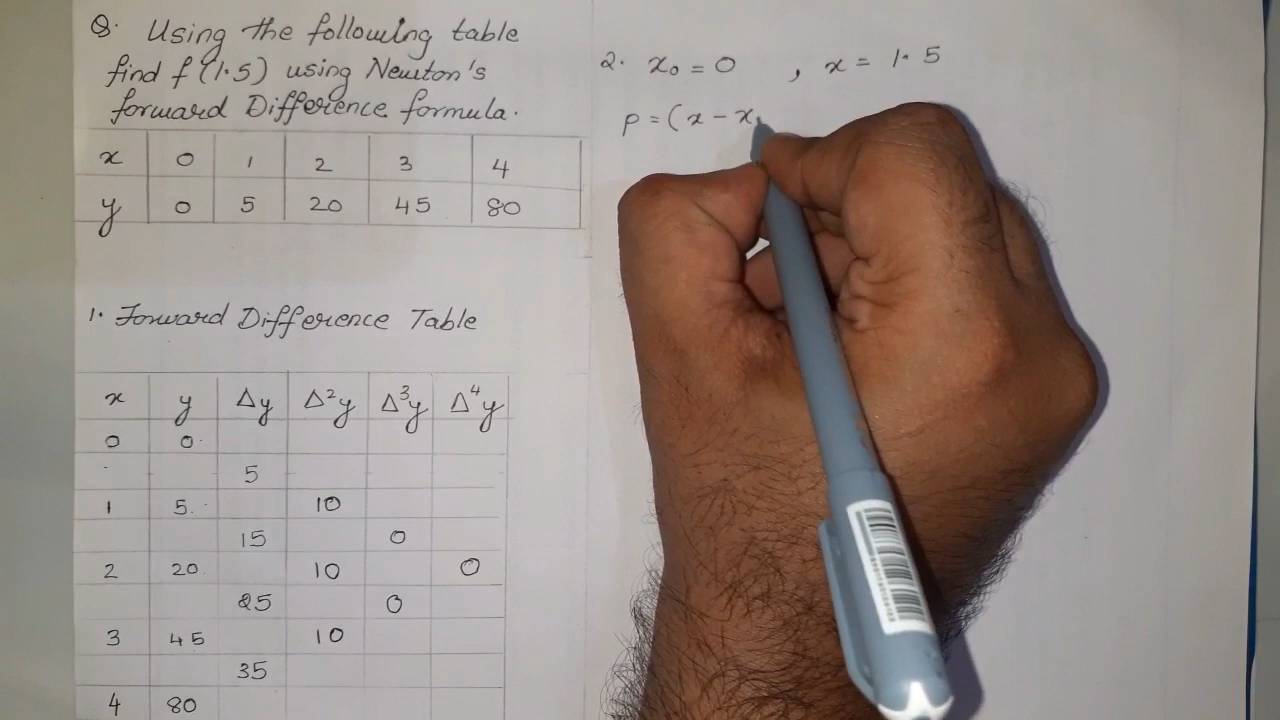 Q. Using the following table
find f(1.5) using Newton's
forward Difference formula.
x 0 1 2 3 4
y 0 5 20 45 80
1. Forward Difference Table
x y Δy Δ²y Δ³y Δ⁴y
0 0
5
1 5 10
15 0
2 20 10 0
25 0
3 45 10
35
4 80
2. x₀ = 0 , x = 1.5
p = (x - x